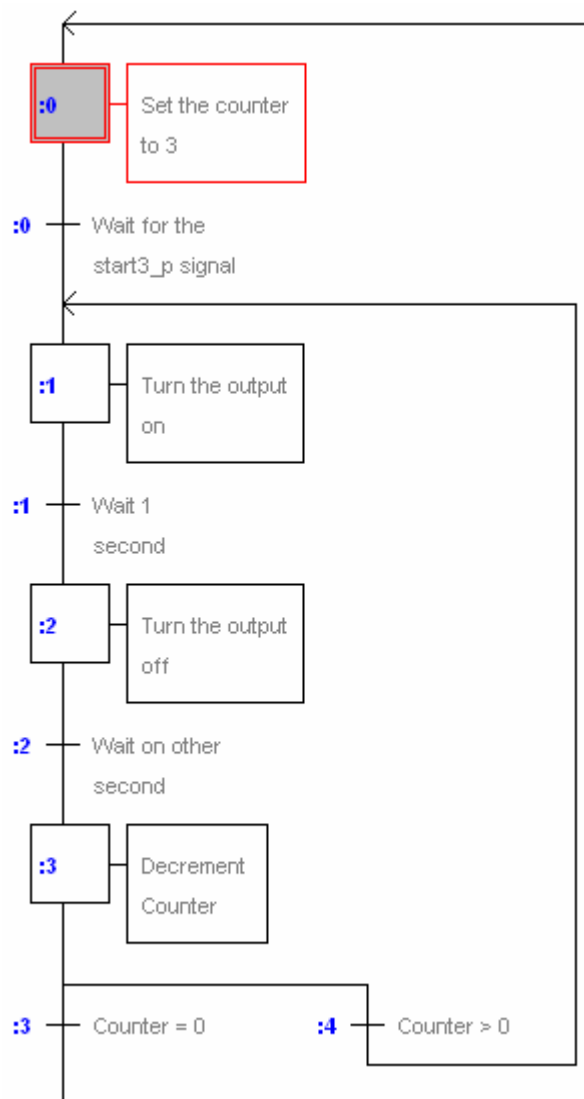 :0 Set the counter
to 3
:0 Wait for the
start3_p signal
:1 Turn the output
on
:1 Wait 1
second
:2 Turn the output
off
:2 Wait on other
second
:3 Decrement
Counter
:3 Counter = 0 :4 Counter > 0